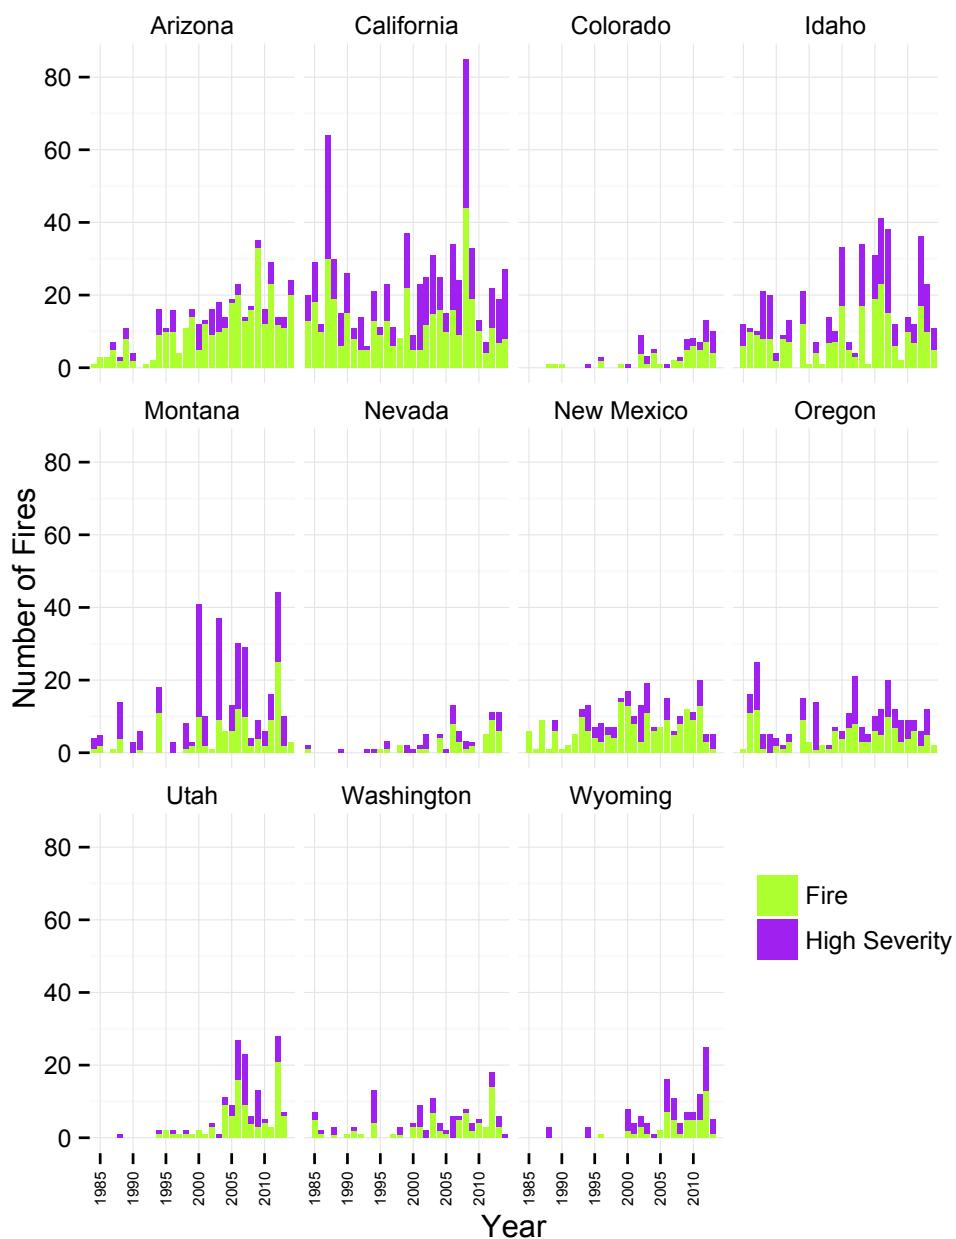 Arizona California Colorado Idaho
80
60
40
20
0
Montana Nevada New Mexico Oregon
80
60
40
20
0
Number of Fires
Utah Washington Wyoming
80
60
40
20
0
Fire
High Severity
1985 1990 1995 2000 2005 2010 1985 1990 1995 2000 2005 2010 1985 1990 1995 2000 2005 2010
Year